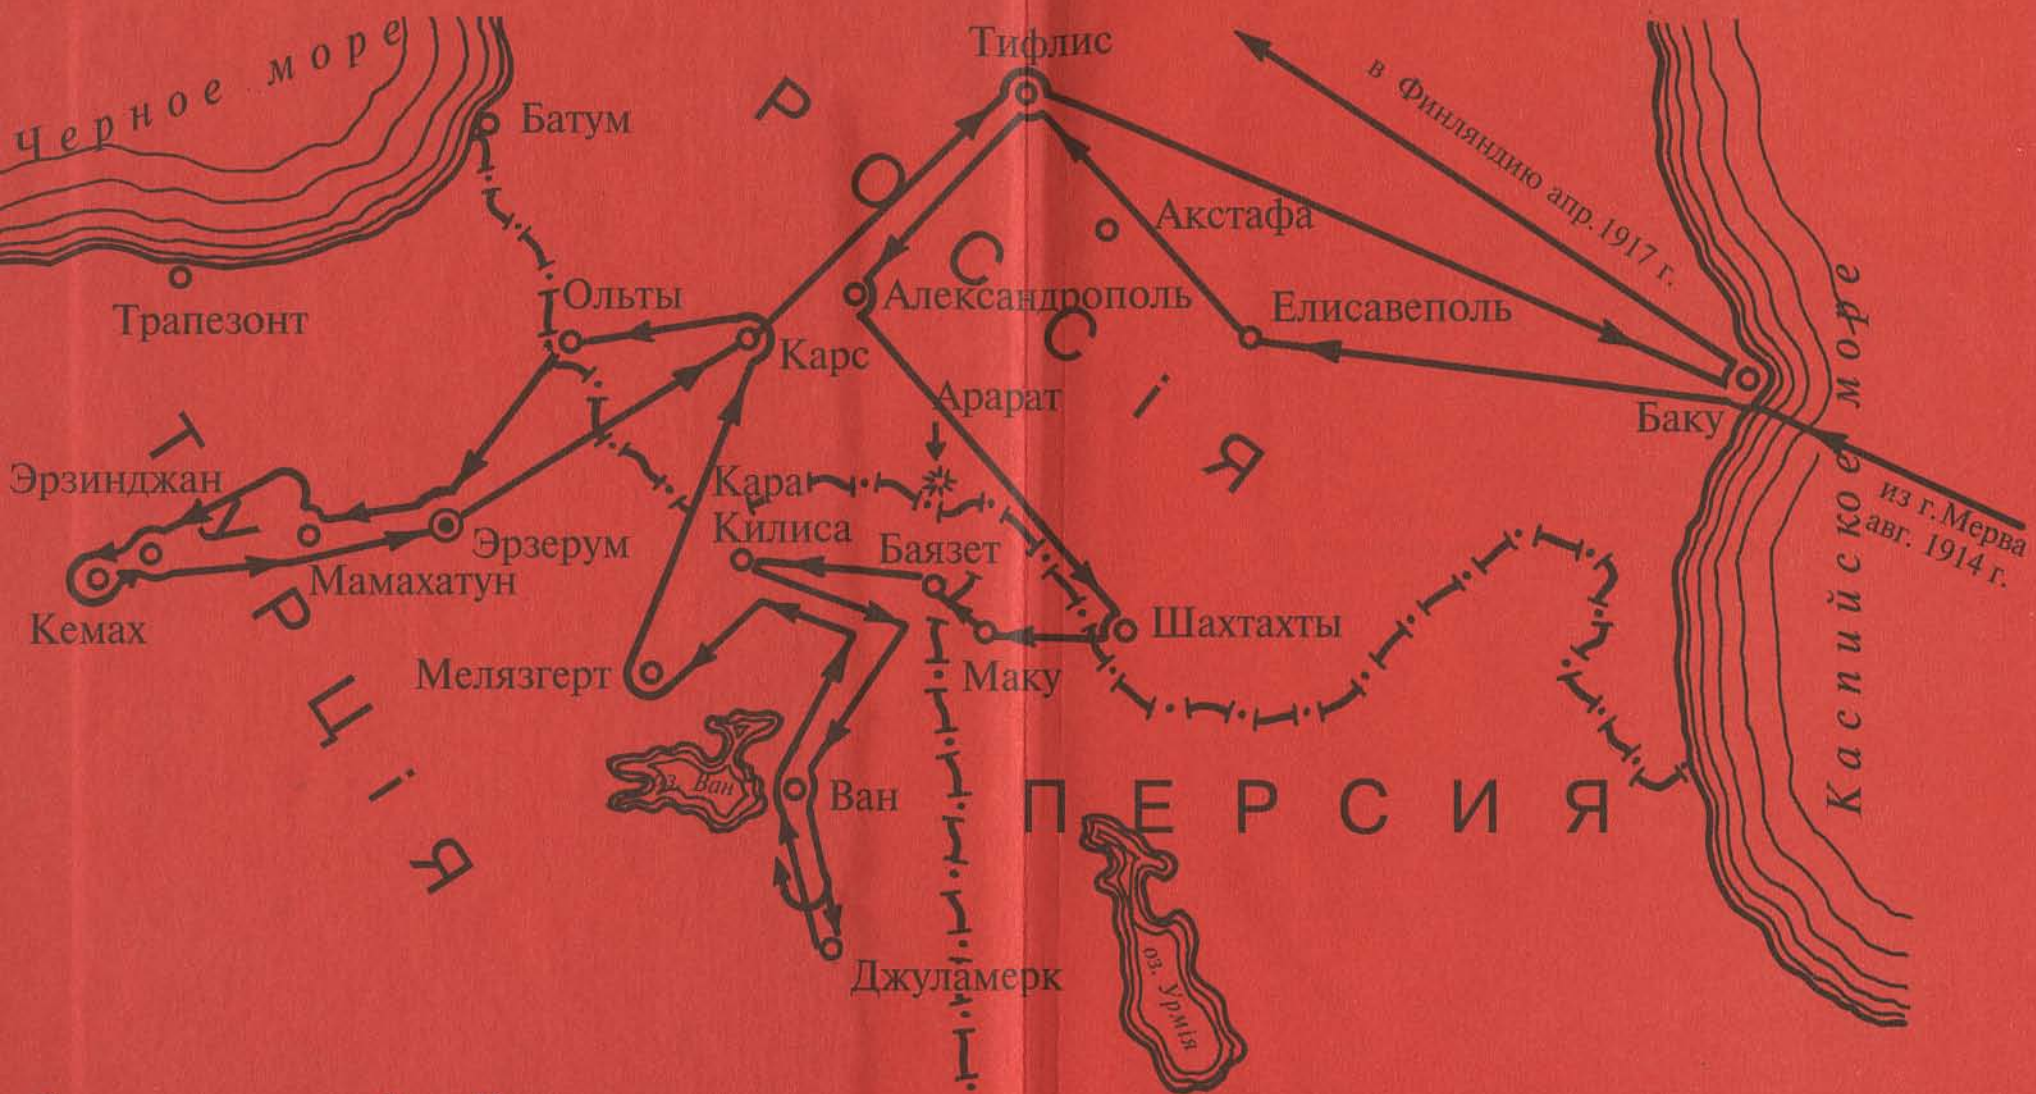 Черное море
Тифлис
в Финляндию апр. 1917 г.
Батум
РОССІЯ
Акстафа
Трапезонт
Ольты
Александрополь
Елисавеполь
Карс
Баку
Каспийское море
Арарат
из г. Мерва
авг. 1914 г.
ТУРЦІЯ
Эрзинджан
Кара
Килиса
Эрзерум
Баязет
Мамахатун
Кемах
Шахтахты
Мелязгерт
Маку
оз. Ван
Ван
ПЕРСИЯ
Джуламерк
оз. Урмія